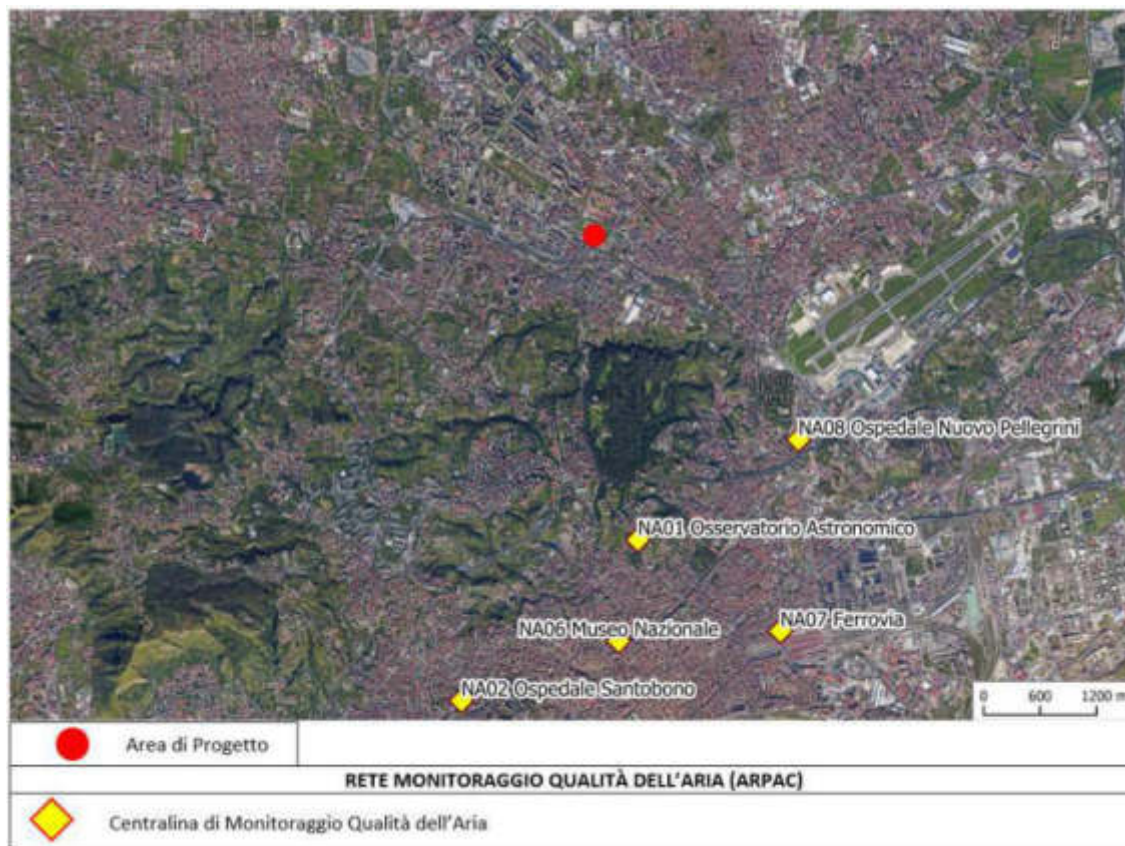 NA08 Ospedale Nuovo Pellegrini
NA01 Osservatorio Astronomico
NA06 Museo Nazionale
NA07 Ferrovia
NA02 Ospedale Santobono
0 600 1200 m
Area di Progetto
RETE MONITORAGGIO QUALITÀ DELL'ARIA (ARPAC)
Centralina di Monitoraggio Qualità dell'Aria